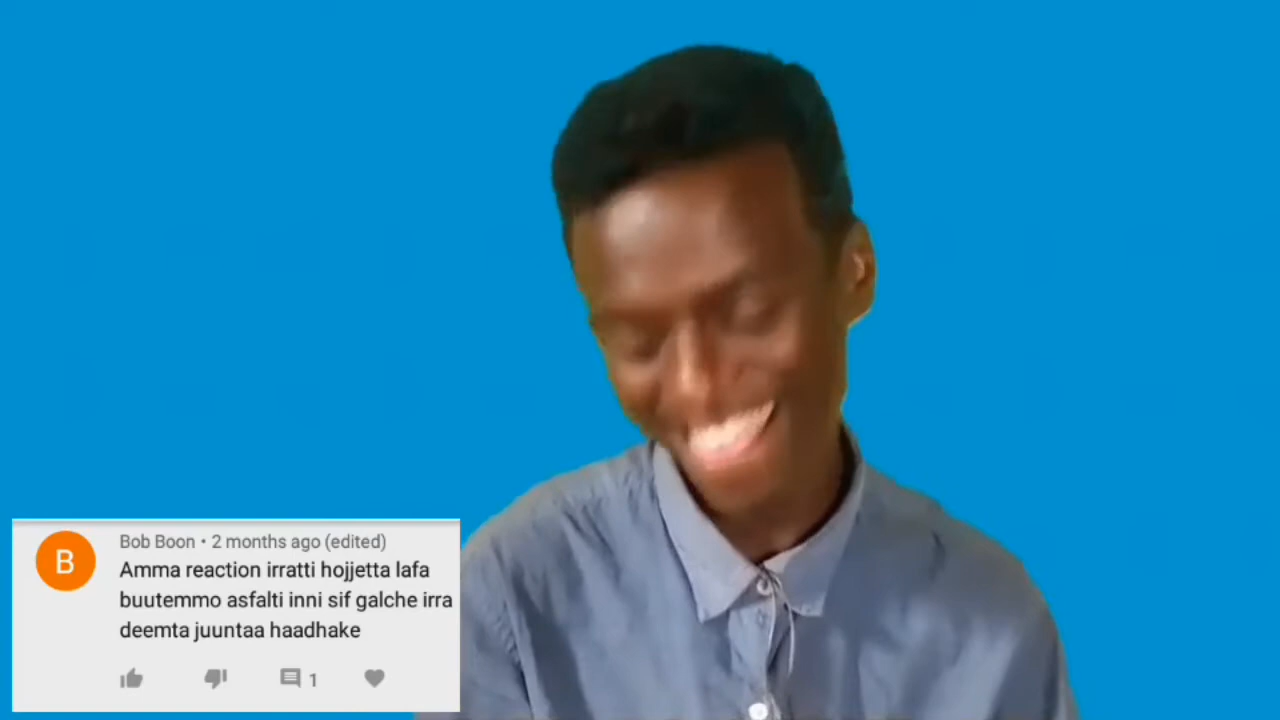 B
Bob Boon • 2 months ago (edited)
Amma reaction irratti hojjetta lafa
buutemmo asfalti inni sif galche irra
deemta juuntaa haadhake
1